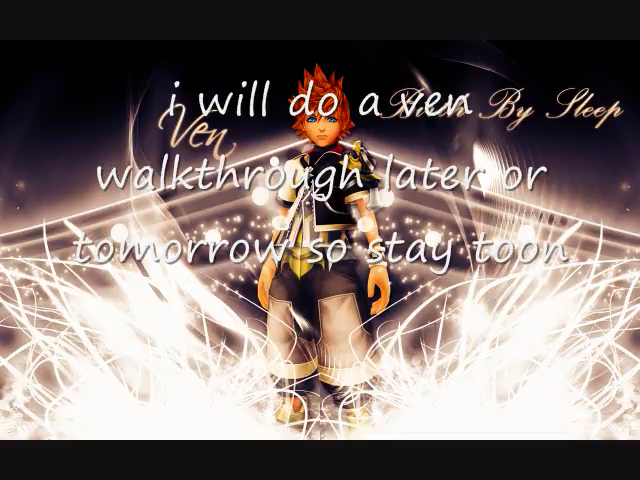 i will do a ven
Birth By Sleep
Ven
walkthrough later or
tomorrow so stay toon